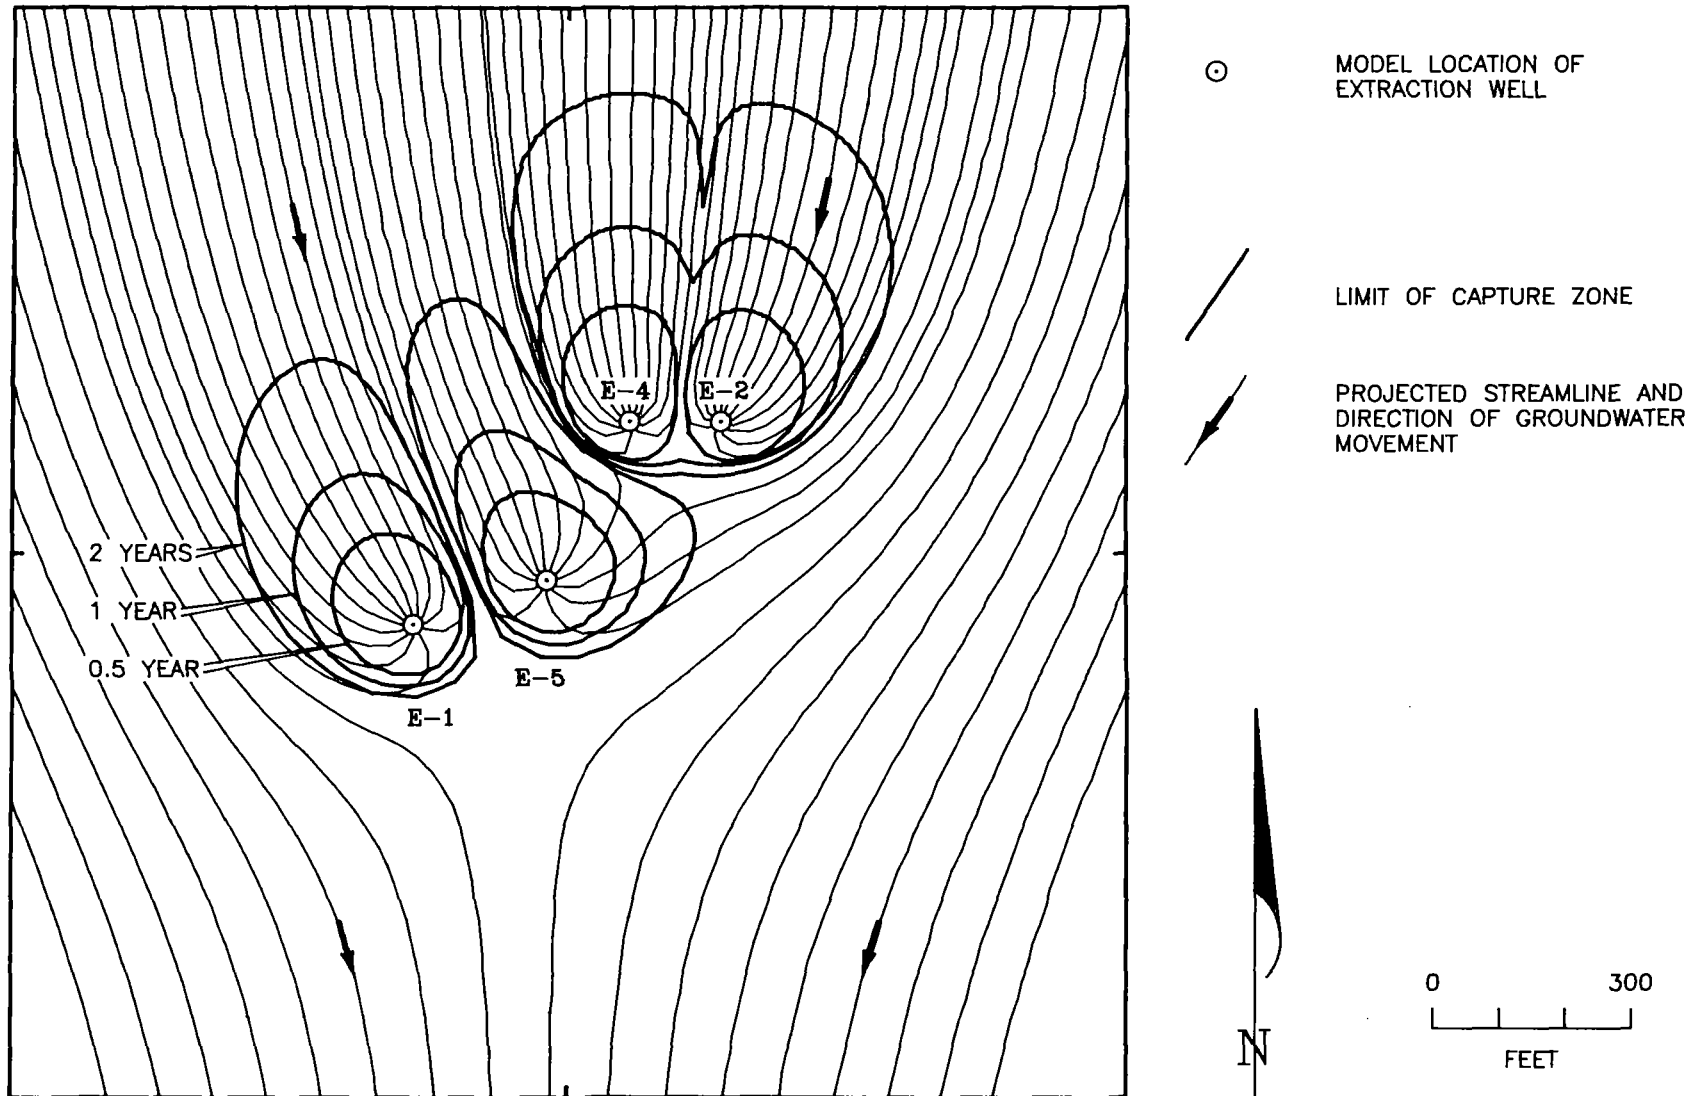 MODEL LOCATION OF
EXTRACTION WELL
LIMIT OF CAPTURE ZONE
PROJECTED STREAMLINE AND
DIRECTION OF GROUNDWATER
MOVEMENT
E-4
E-2
2 YEARS
1 YEAR
0.5 YEAR
E-5
E-1
N
0
300
FEET